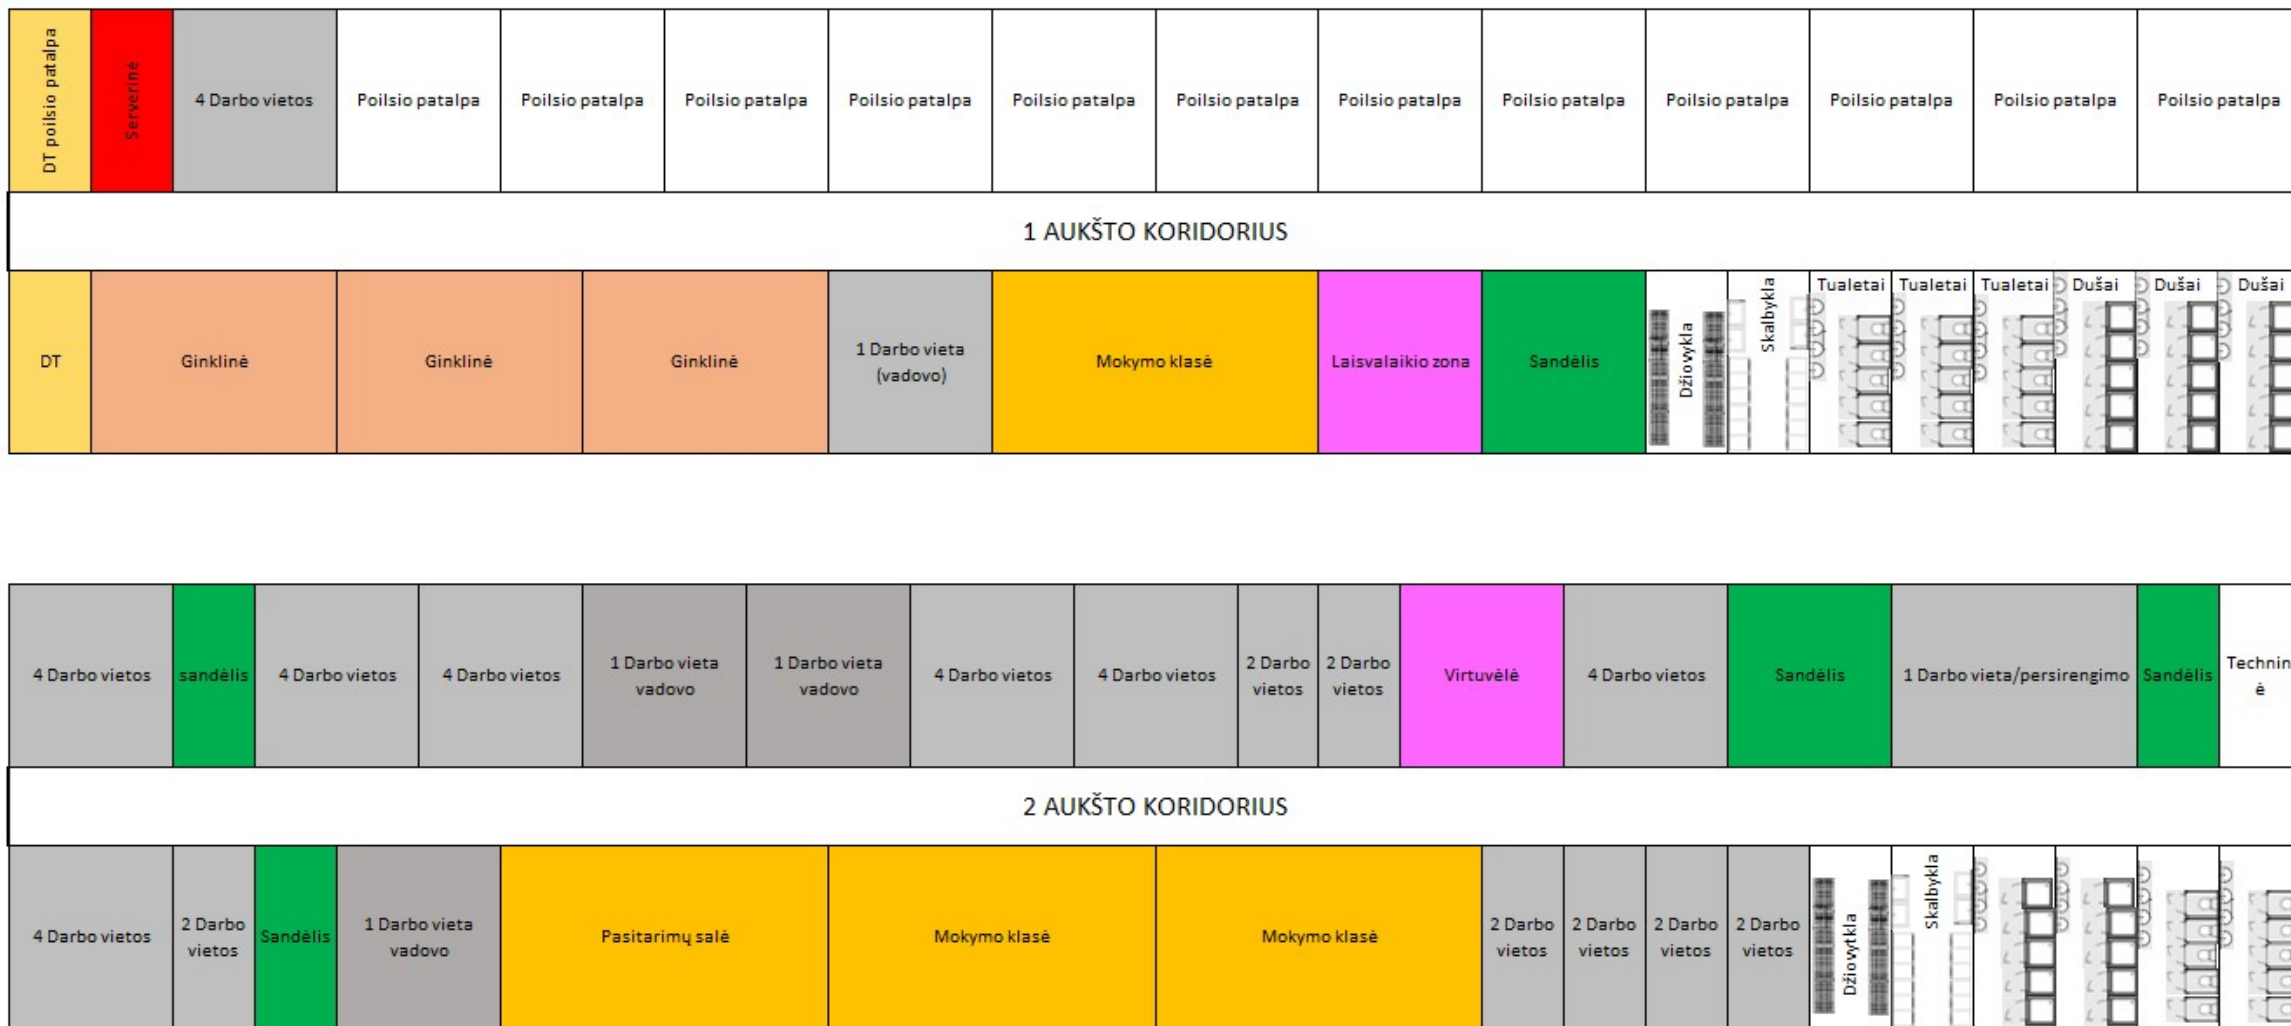 DT poilsio patalpa
Serverinė
4 Darbo vietos
Poilsio patalpa
Poilsio patalpa
Poilsio patalpa
Poilsio patalpa
Poilsio patalpa
Poilsio patalpa
Poilsio patalpa
Poilsio patalpa
Poilsio patalpa
Poilsio patalpa
Poilsio patalpa
Poilsio patalpa
1 AUKŠTO KORIDORIUS
DT
Ginklinė
Ginklinė
Ginklinė
1 Darbo vieta
(vadovo)
Mokymo klasė
Laisvalaikio zona
Sandėlis
Džiovykla
Skalbykla
Tualetai
Tualetai
Tualetai
Dušai
Dušai
Dušai
4 Darbo vietos
sandėlis
4 Darbo vietos
4 Darbo vietos
1 Darbo vieta
vadovo
1 Darbo vieta
vadovo
4 Darbo vietos
4 Darbo vietos
2 Darbo
vietos
2 Darbo
vietos
Virtuvėlė
4 Darbo vietos
Sandėlis
1 Darbo vieta/persirengimo
Sandėlis
Technin
ė
2 AUKŠTO KORIDORIUS
4 Darbo vietos
2 Darbo
vietos
Sandėlis
1 Darbo vieta
vadovo
Pasitarimų salė
Mokymo klasė
Mokymo klasė
2 Darbo
vietos
2 Darbo
vietos
2 Darbo
vietos
2 Darbo
vietos
Džiovytkla
Skalbykla